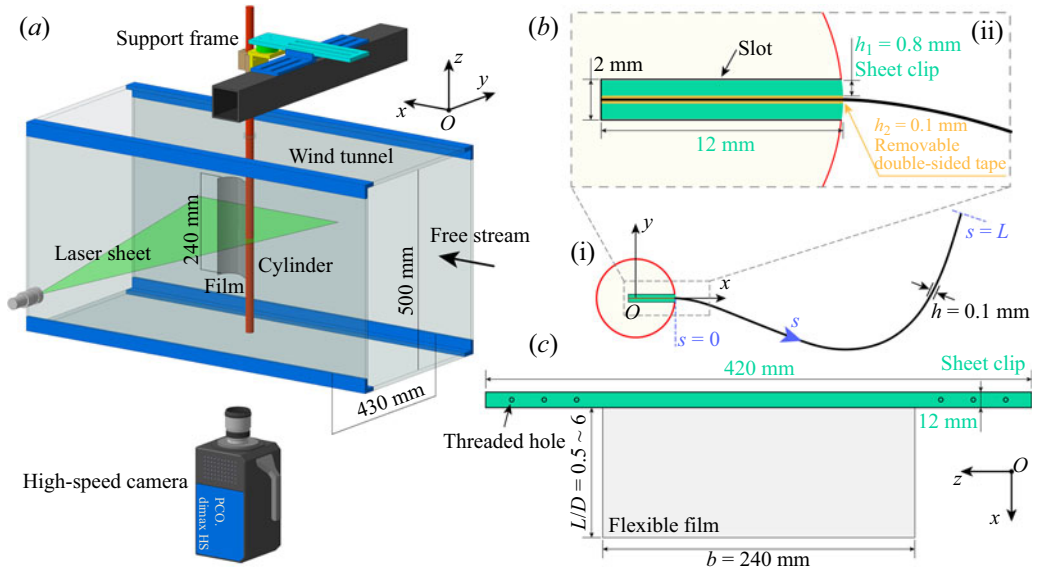 (a)
Support frame
z
y
x
O
Wind tunnel
240 mm
Laser sheet
Cylinder
Film
500 mm
Free stream
430 mm
High-speed camera
PCO.
dimax HS
(b)
(ii)
Slot
2 mm
h1 = 0.8 mm
Sheet clip
12 mm
h2 = 0.1 mm
Removable
double-sided tape
(i)
y
x
O
s = 0
s
s = L
h = 0.1 mm
(c)
420 mm
Sheet clip
Threaded hole
12 mm
L/D = 0.5 ~ 6
Flexible film
b = 240 mm
z
O
x